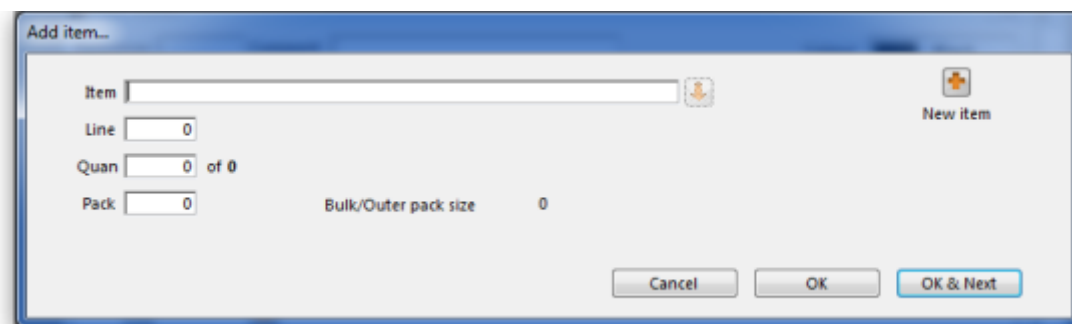 Add item...
Item
New item
Line 0
Quan 0 of 0
Pack 0 Bulk/Outer pack size 0
Cancel OK OK & Next